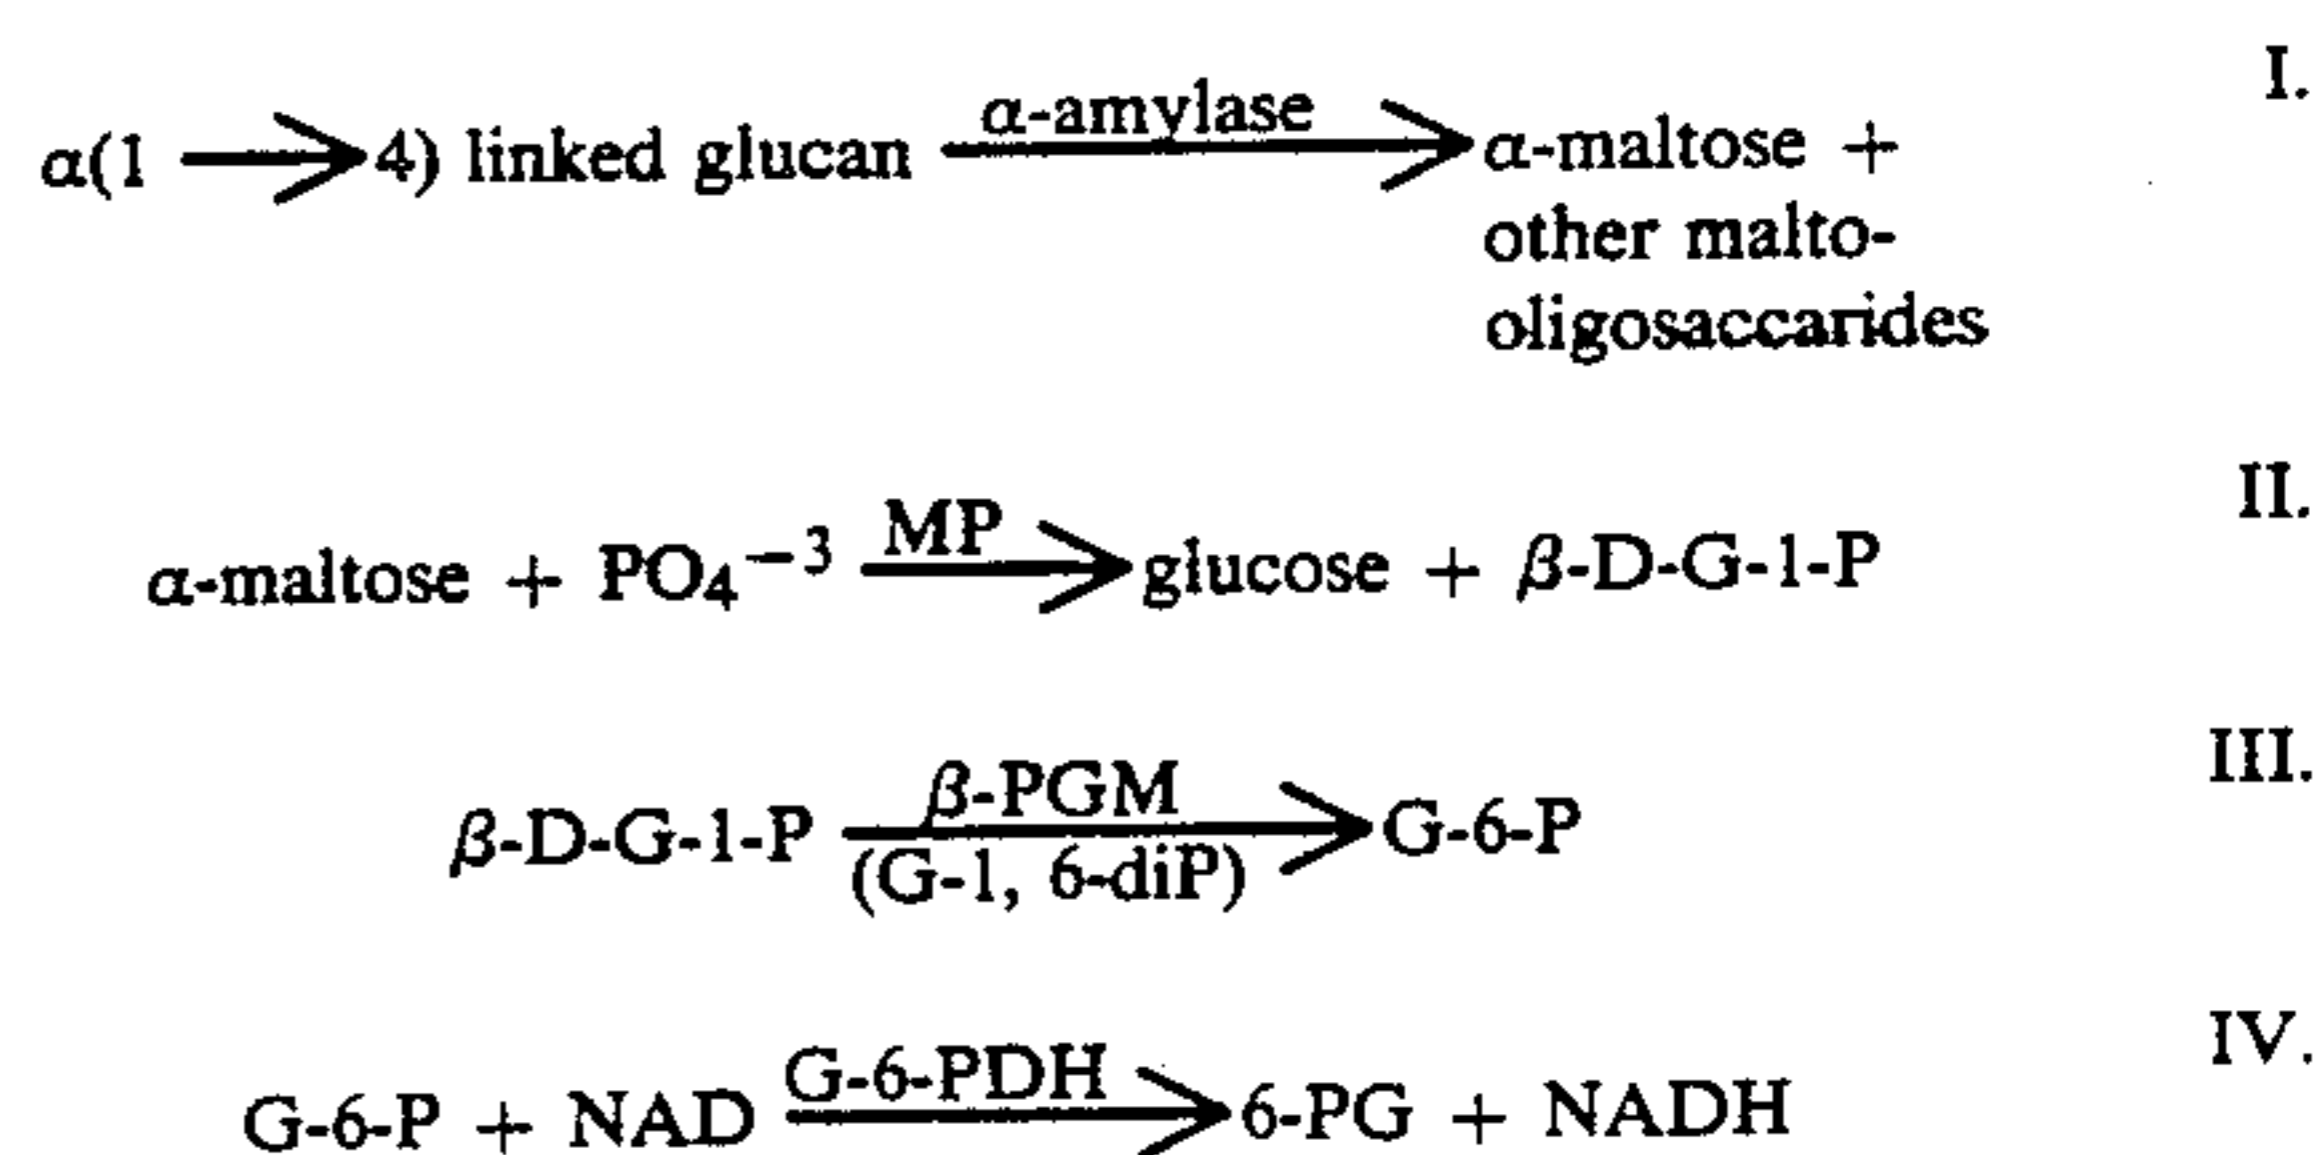 I.
α(1 ⟶ 4) linked glucan α-amylase ⟶ α-maltose +
other malto-
oligosaccarides
II.
α-maltose + PO₄⁻³ MP ⟶ glucose + β-D-G-1-P
III.
β-D-G-1-P β-PGM ⟶ G-6-P
(G-1, 6-diP)
IV.
G-6-P + NAD G-6-PDH ⟶ 6-PG + NADH